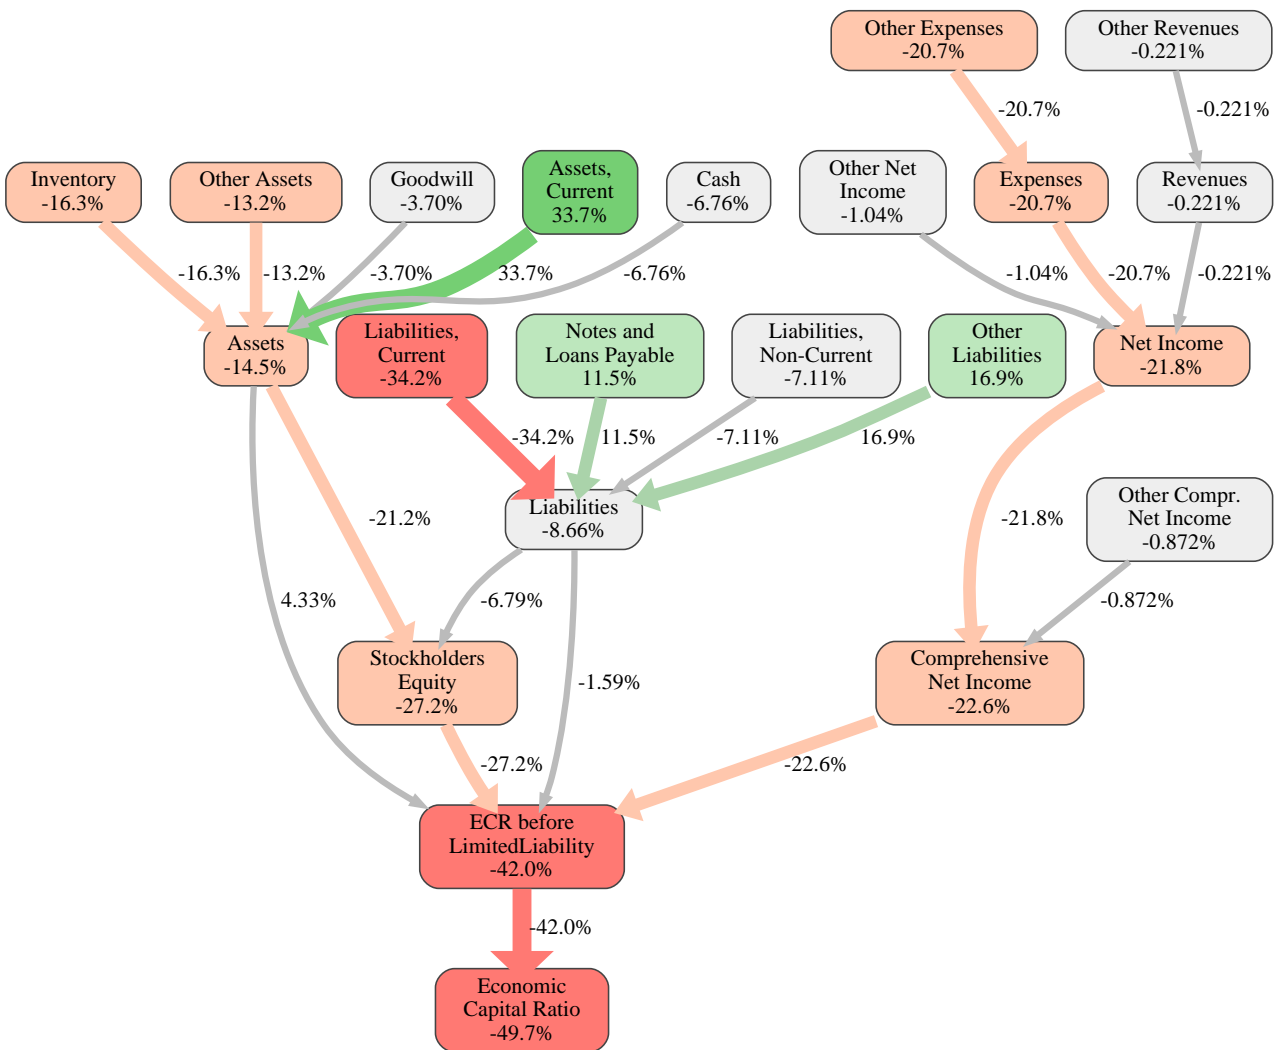 Other Expenses
-20.7%
Other Revenues
-0.221%
-20.7%
-0.221%
Inventory
-16.3%
Other Assets
-13.2%
Goodwill
-3.70%
Assets,
Current
33.7%
Cash
-6.76%
Other Net
Income
-1.04%
Expenses
-20.7%
Revenues
-0.221%
-16.3%
-13.2%
-3.70%
33.7%
-6.76%
-1.04%
-20.7%
-0.221%
Assets
-14.5%
Liabilities,
Current
-34.2%
Notes and
Loans Payable
11.5%
Liabilities,
Non-Current
-7.11%
Other
Liabilities
16.9%
Net Income
-21.8%
-34.2%
11.5%
-7.11%
16.9%
-21.2%
Liabilities
-8.66%
-21.8%
Other Compr.
Net Income
-0.872%
4.33%
-6.79%
-0.872%
Stockholders
Equity
-27.2%
-1.59%
Comprehensive
Net Income
-22.6%
-27.2%
-22.6%
ECR before
LimitedLiability
-42.0%
-42.0%
Economic
Capital Ratio
-49.7%